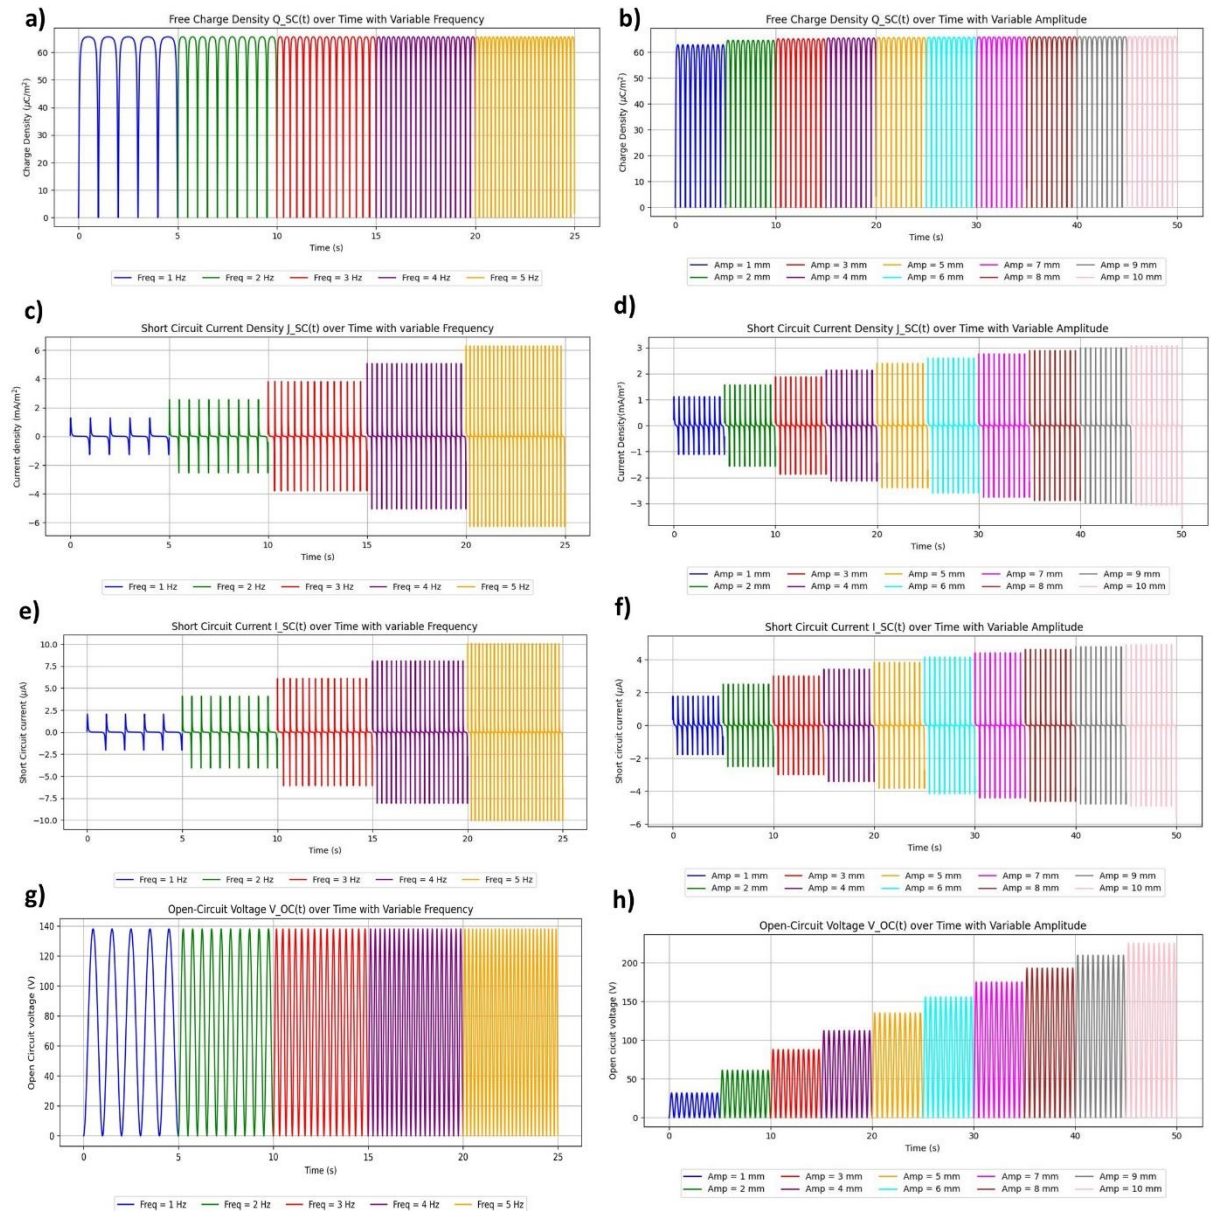 a)
Free Charge Density Q_SC(t) over Time with Variable Frequency
Charge Density (μC/m²)
60
50
40
30
20
10
0
0 5 10 15 20 25
Time (s)
Freq = 1 Hz Freq = 2 Hz Freq = 3 Hz Freq = 4 Hz Freq = 5 Hz
b)
Free Charge Density Q_SC(t) over Time with Variable Amplitude
Charge Density (μC/m²)
60
50
40
30
20
10
0
0 10 20 30 40 50
Time (s)
Amp = 1 mm Amp = 3 mm Amp = 5 mm Amp = 7 mm Amp = 9 mm
Amp = 2 mm Amp = 4 mm Amp = 6 mm Amp = 8 mm Amp = 10 mm
c)
Short Circuit Current Density J_SC(t) over Time with variable Frequency
Current density (mA/m²)
6
4
2
0
−2
−4
−6
0 5 10 15 20 25
Time (s)
Freq = 1 Hz Freq = 2 Hz Freq = 3 Hz Freq = 4 Hz Freq = 5 Hz
d)
Short Circuit Current Density J_SC(t) over Time with Variable Amplitude
Current Density(mA/m²)
3
2
1
0
−1
−2
−3
0 10 20 30 40 50
Time (s)
Amp = 1 mm Amp = 3 mm Amp = 5 mm Amp = 7 mm Amp = 9 mm
Amp = 2 mm Amp = 4 mm Amp = 6 mm Amp = 8 mm Amp = 10 mm
e)
Short Circuit Current I_SC(t) over Time with variable Frequency
Short Circuit current (μA)
10.0
7.5
5.0
2.5
0.0
−2.5
−5.0
−7.5
−10.0
0 5 10 15 20 25
Time (s)
Freq = 1 Hz Freq = 2 Hz Freq = 3 Hz Freq = 4 Hz Freq = 5 Hz
f)
Short Circuit Current I_SC(t) over Time with Variable Amplitude
Short circuit current (μA)
4
2
0
−2
−4
−6
0 10 20 30 40 50
Time (s)
Amp = 1 mm Amp = 3 mm Amp = 5 mm Amp = 7 mm Amp = 9 mm
Amp = 2 mm Amp = 4 mm Amp = 6 mm Amp = 8 mm Amp = 10 mm
g)
Open-Circuit Voltage V_OC(t) over Time with Variable Frequency
Open Circuit voltage (V)
140
120
100
80
60
40
20
0
0 5 10 15 20 25
Time (s)
Freq = 1 Hz Freq = 2 Hz Freq = 3 Hz Freq = 4 Hz Freq = 5 Hz
h)
Open-Circuit Voltage V_OC(t) over Time with Variable Amplitude
Open cicuit voltage (V)
200
150
100
50
0
0 10 20 30 40 50
Time (s)
Amp = 1 mm Amp = 3 mm Amp = 5 mm Amp = 7 mm Amp = 9 mm
Amp = 2 mm Amp = 4 mm Amp = 6 mm Amp = 8 mm Amp = 10 mm